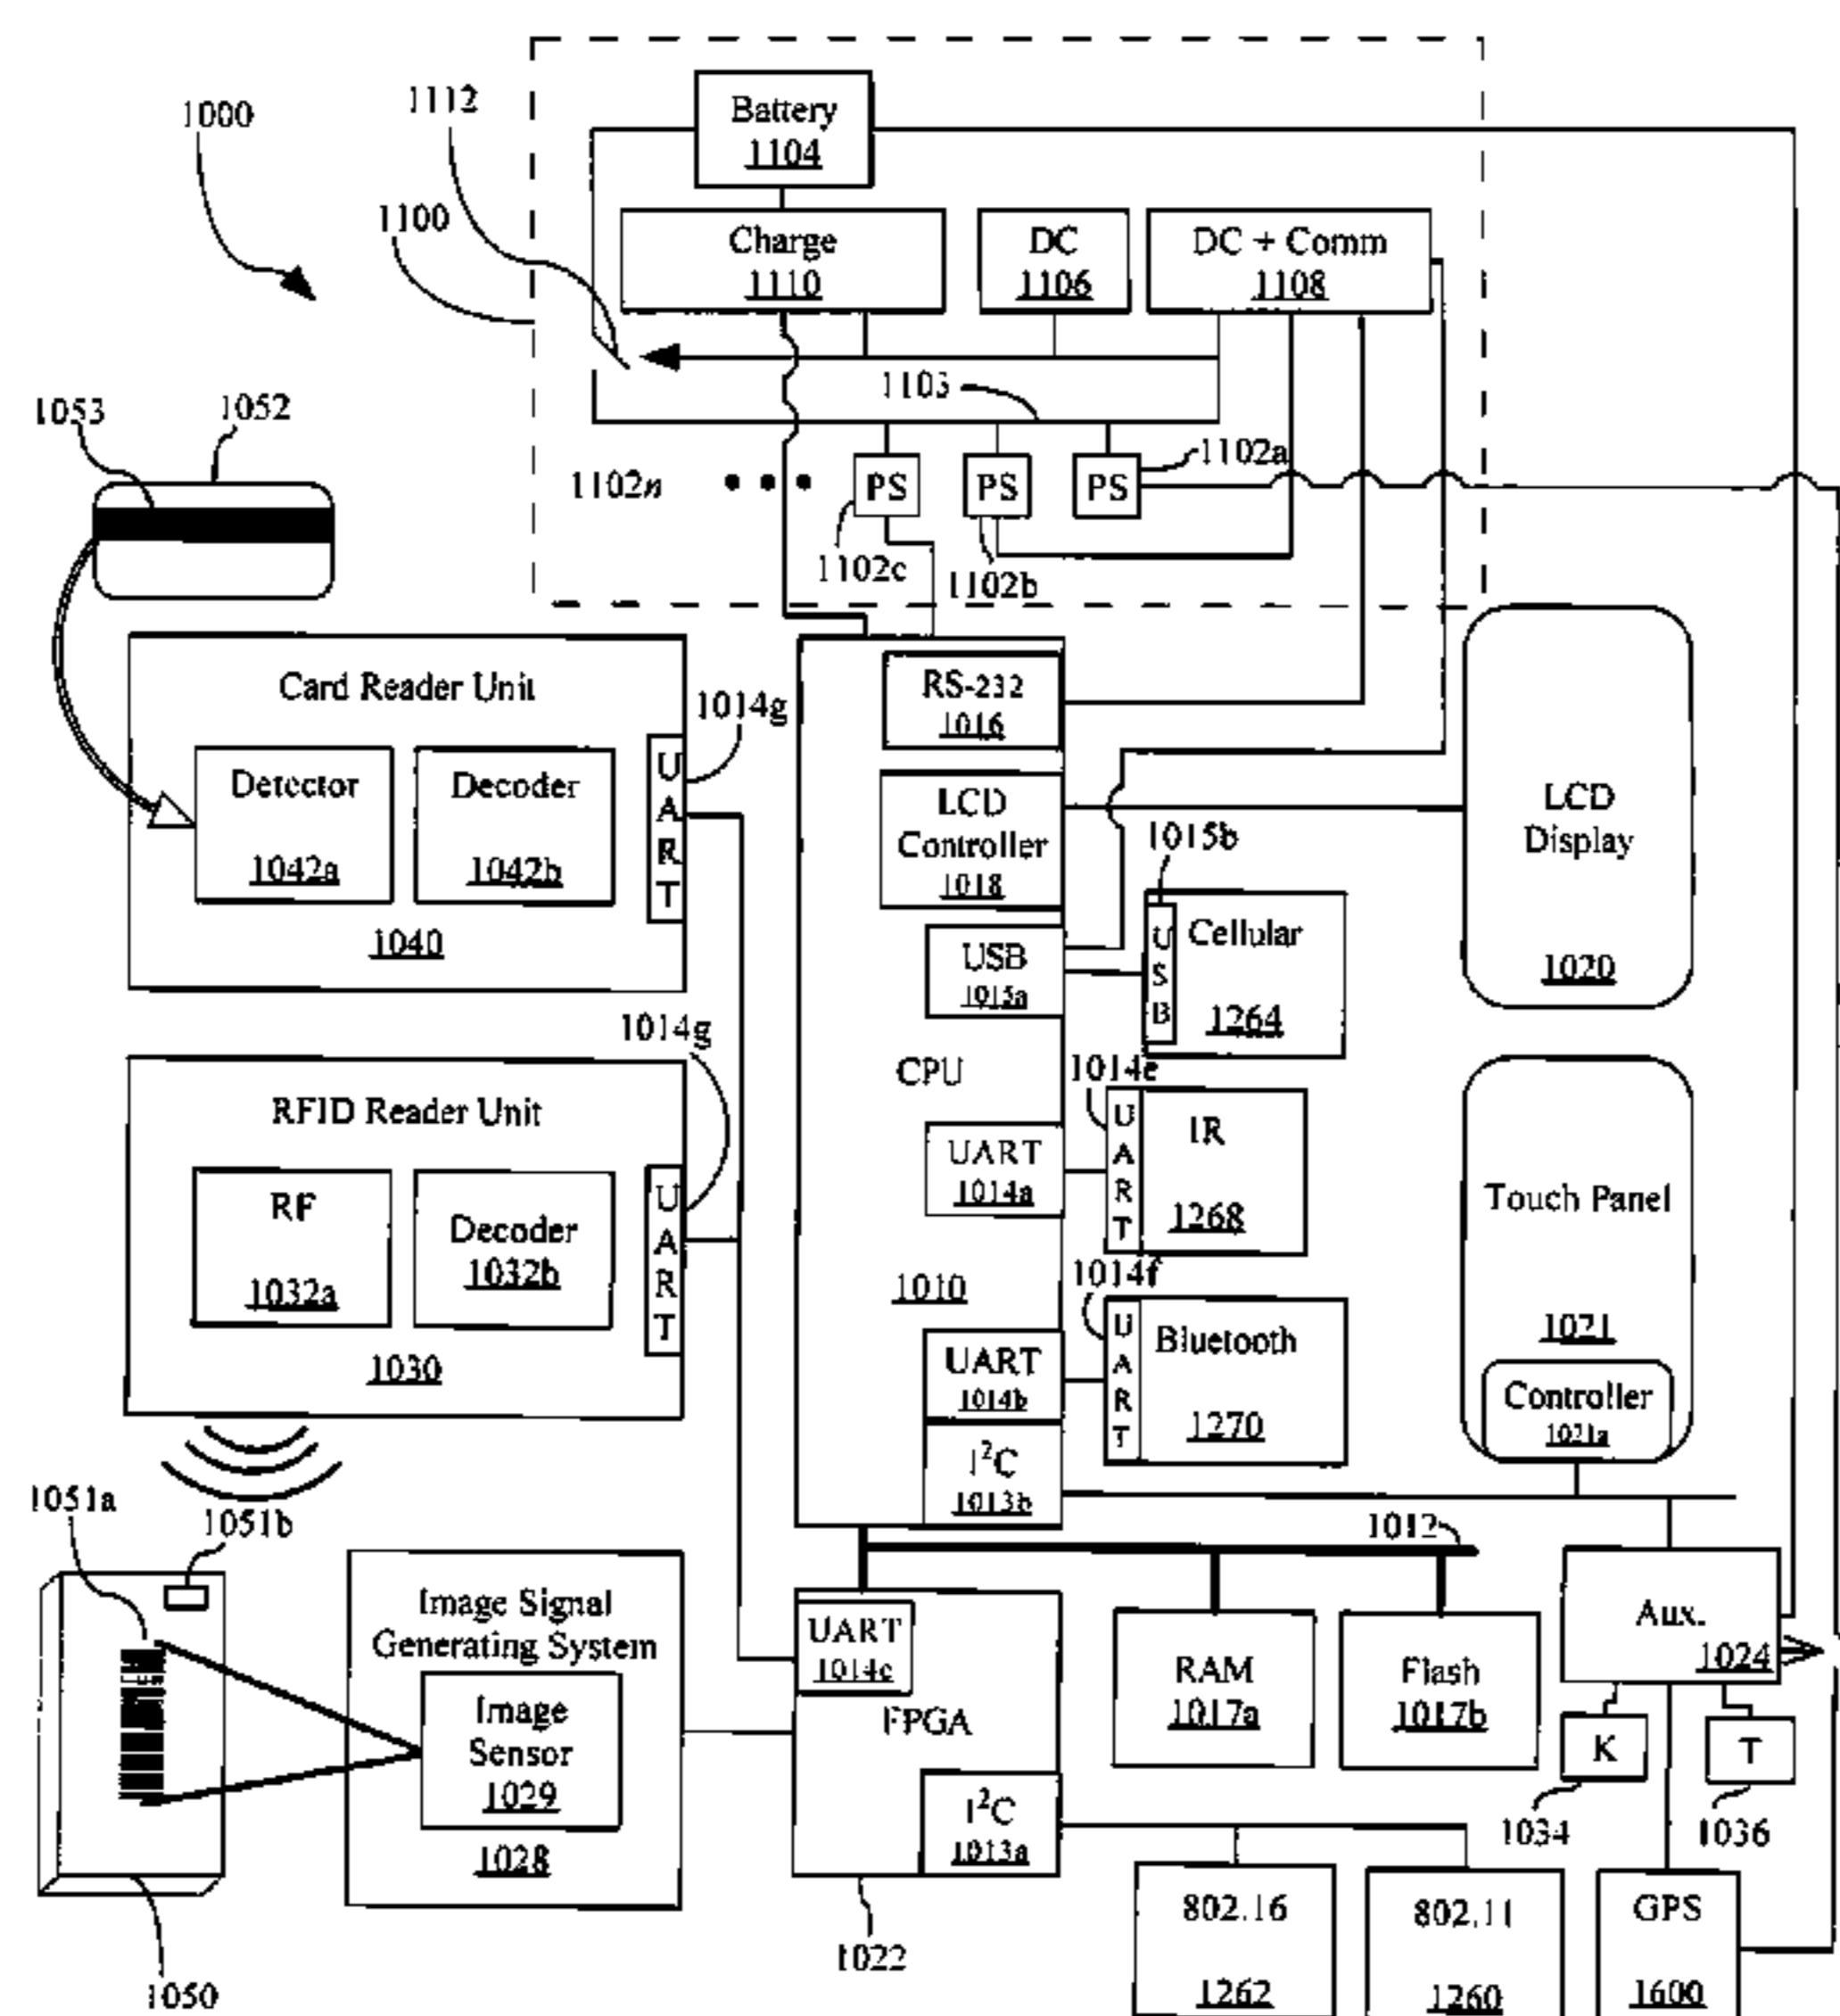 1000
1112
1100
Battery
1104
Charge
1110
DC
1106
DC + Comm
1108
1103
1053
1052
1102n
PS
PS
PS
1102a
1102c
1102b
Card Reader Unit
Detector
1042a
Decoder
1042b
1040
U
A
R
T
1014g
RS-232
1016
LCD
Controller
1018
LCD
Display
1020
USB
1015a
1015b
U
S
B
Cellular
1264
CPU
1010
1014g
RFID Reader Unit
RF
1032a
Decoder
1032b
1030
U
A
R
T
UART
1014a
1014e
U
A
R
T
IR
1268
1014f
UART
1014b
U
A
R
T
Bluetooth
1270
Touch Panel
1021
Controller
1021a
I²C
1013b
1012
1051a
1051b
1050
Image Signal
Generating System
Image
Sensor
1029
1028
UART
1014c
FPGA
I²C
1013a
1022
RAM
1017a
Flash
1017b
Aux.
1024
K
T
1034
1036
802.16
1262
802.11
1260
GPS
1600